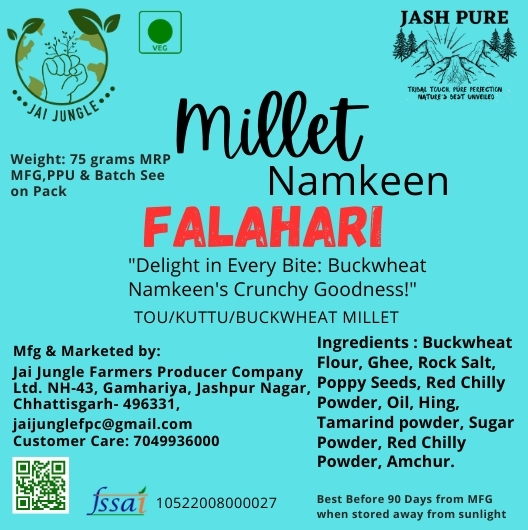 JAI JUNGLE
VEG
JASH PURE
TRIBAL TOUCH, PURE PERFECTION
NATURE'S BEST UNVEILED
Millet
Namkeen
Weight: 75 grams MRP
MFG,PPU & Batch See
on Pack
FALAHARI
"Delight in Every Bite: Buckwheat
Namkeen's Crunchy Goodness!"
TOU/KUTTU/BUCKWHEAT MILLET
Mfg & Marketed by:
Jai Jungle Farmers Producer Company
Ltd. NH-43, Gamhariya, Jashpur Nagar,
Chhattisgarh- 496331,
jaijunglefpc@gmail.com
Customer Care: 7049936000
Ingredients : Buckwheat
Flour, Ghee, Rock Salt,
Poppy Seeds, Red Chilly
Powder, Oil, Hing,
Tamarind powder, Sugar
Powder, Red Chilly
Powder, Amchur.
fssai 10522008000027
Best Before 90 Days from MFG
when stored away from sunlight